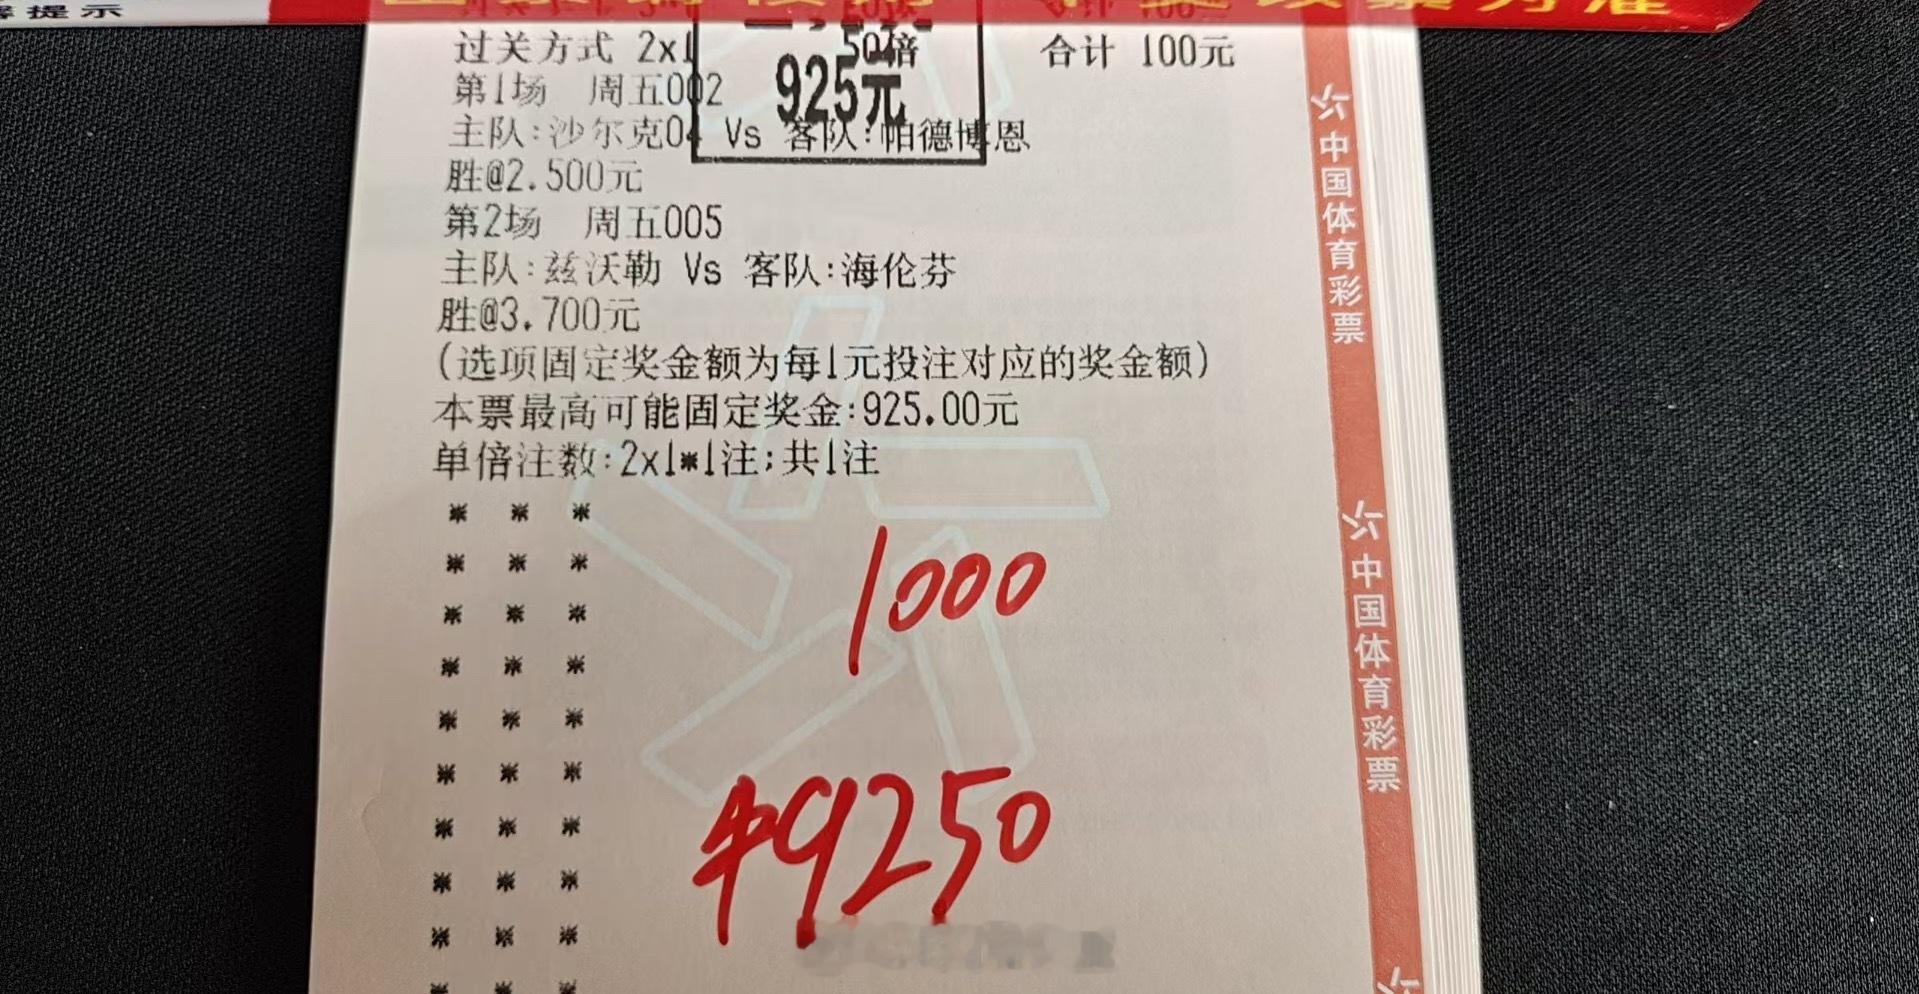 提示
过关方式 2x1 50倍 合计 100元
925元
第1场 周五002
主队:沙尔克04 Vs 客队:帕德博恩
胜@2.500元
第2场 周五005
主队:兹沃勒 Vs 客队:海伦芬
胜@3.700元
(选项固定奖金额为每1元投注对应的奖金额)
本票最高可能固定奖金:925.00元
单倍注数:2x1*1注;共1注
1000
中9250
中国体育彩票
中国体育彩票